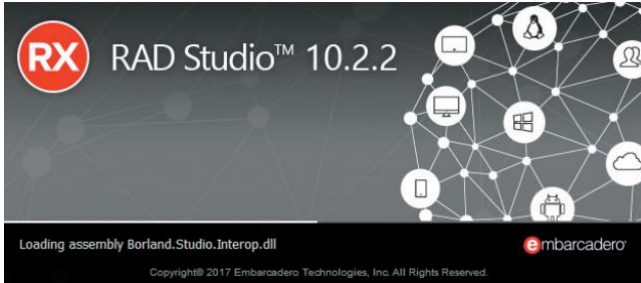 RX RAD Studio™ 10.2.2
Loading assembly Borland.Studio.Interop.dll
embarcadero
Copyright© 2017 Embarcadero Technologies, Inc. All Rights Reserved.